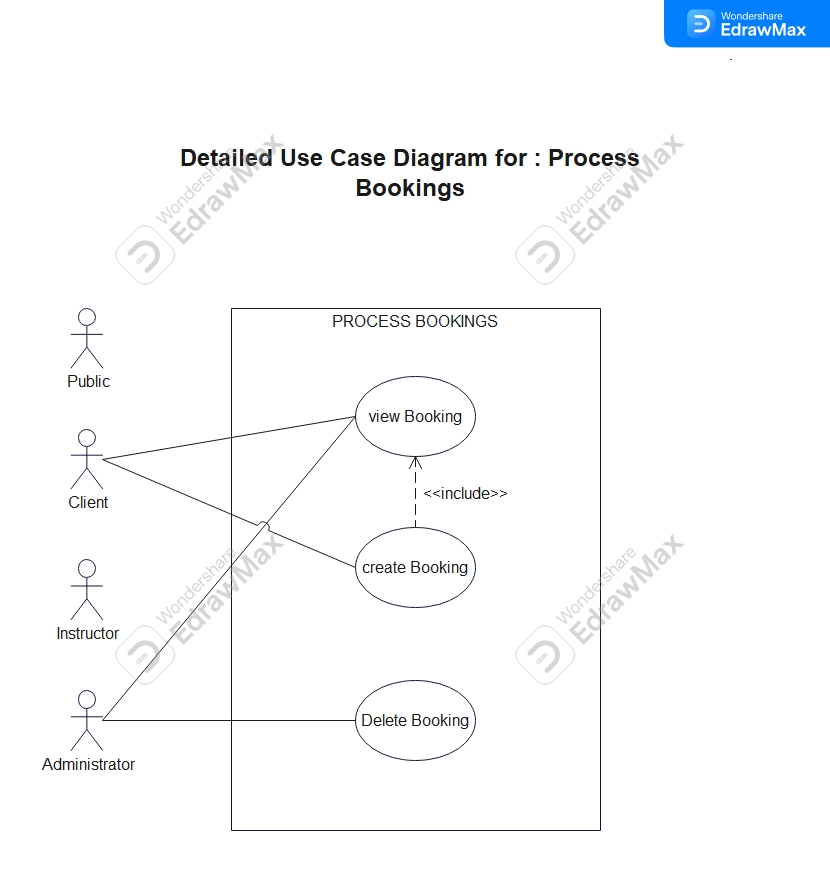 Wondershare
EdrawMax
Detailed Use Case Diagram for : Process
Bookings
Wondershare
EdrawMax
Wondershare
EdrawMax
PROCESS BOOKINGS
Public
view Booking
Client
<<include>>
create Booking
Wondershare
EdrawMax
Wondershare
EdrawMax
Instructor
Delete Booking
Administrator